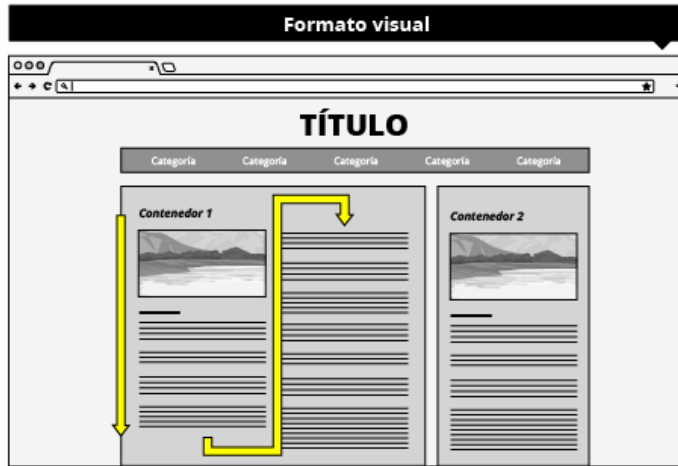 Formato visual
TÍTULO
Categoría Categoría Categoría Categoría Categoría
Contenedor 1
Contenedor 2